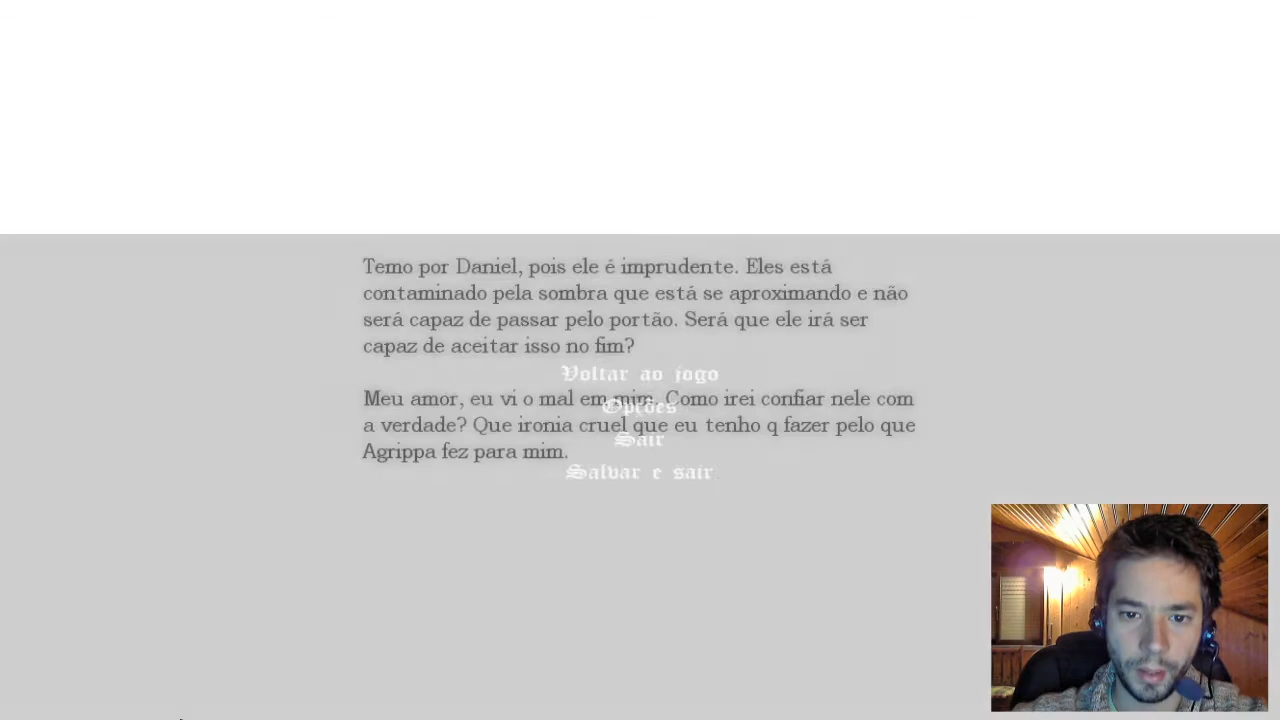 Temo por Daniel, pois ele é imprudente. Eles está
contaminado pela sombra que está se aproximando e não
será capaz de passar pelo portão. Será que ele irá ser
capaz de aceitar isso no fim?
Voltar ao jogo
Meu amor, eu vi o mal em mim. Como irei confiar nele com
Opções
a verdade? Que ironia cruel que eu tenho q fazer pelo que
Sair
Agrippa fez para mim.
Salvar e sair